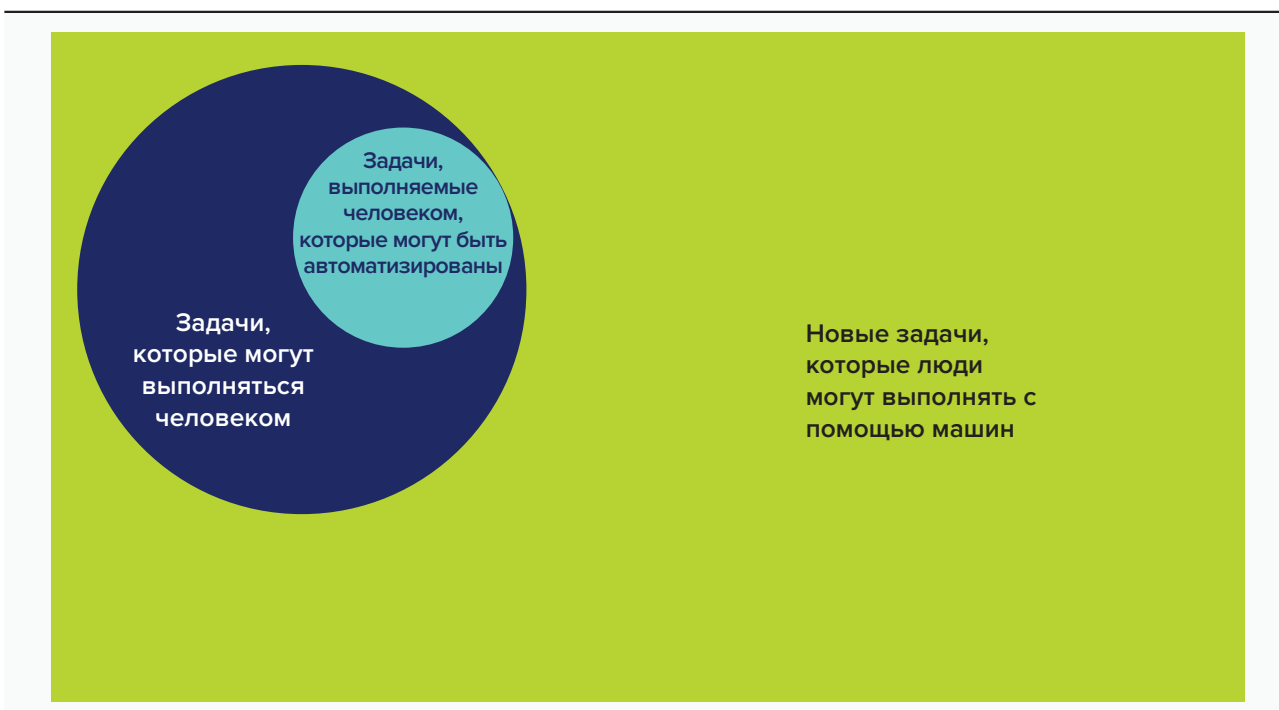 Задачи,
выполняемые
человеком,
которые могут быть
автоматизированы
Задачи,
которые могут
выполняться
человеком
Новые задачи,
которые люди
могут выполнять с
помощью машин